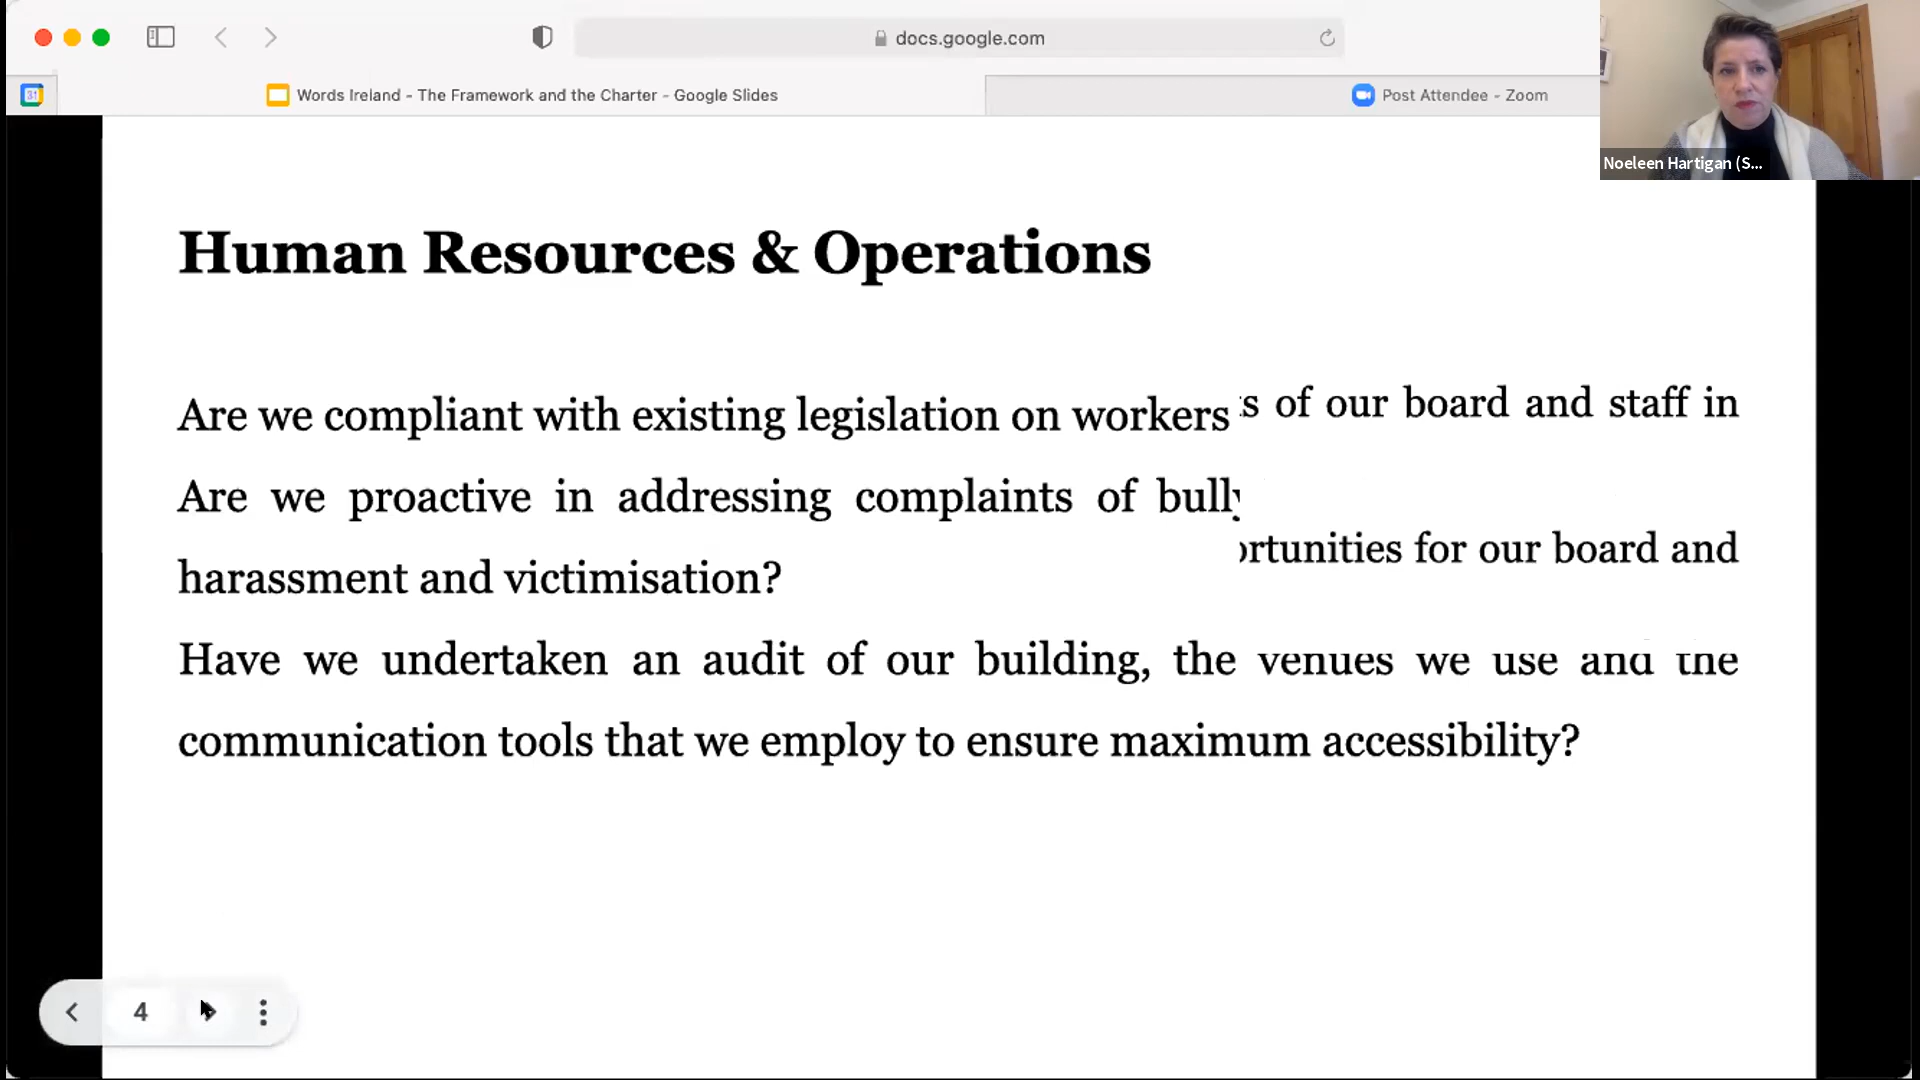 docs.google.com
31
Words Ireland - The Framework and the Charter - Google Slides
Post Attendee - Zoom
Noeleen Hartigan (S...
Human Resources & Operations
Are we compliant with existing legislation on workers
of our board and staff in
Are we proactive in addressing complaints of
for our board and
harassment and victimisation?
Have we undertaken an audit of our building, the venues we use and the
communication tools that we employ to ensure maximum accessibility?
4